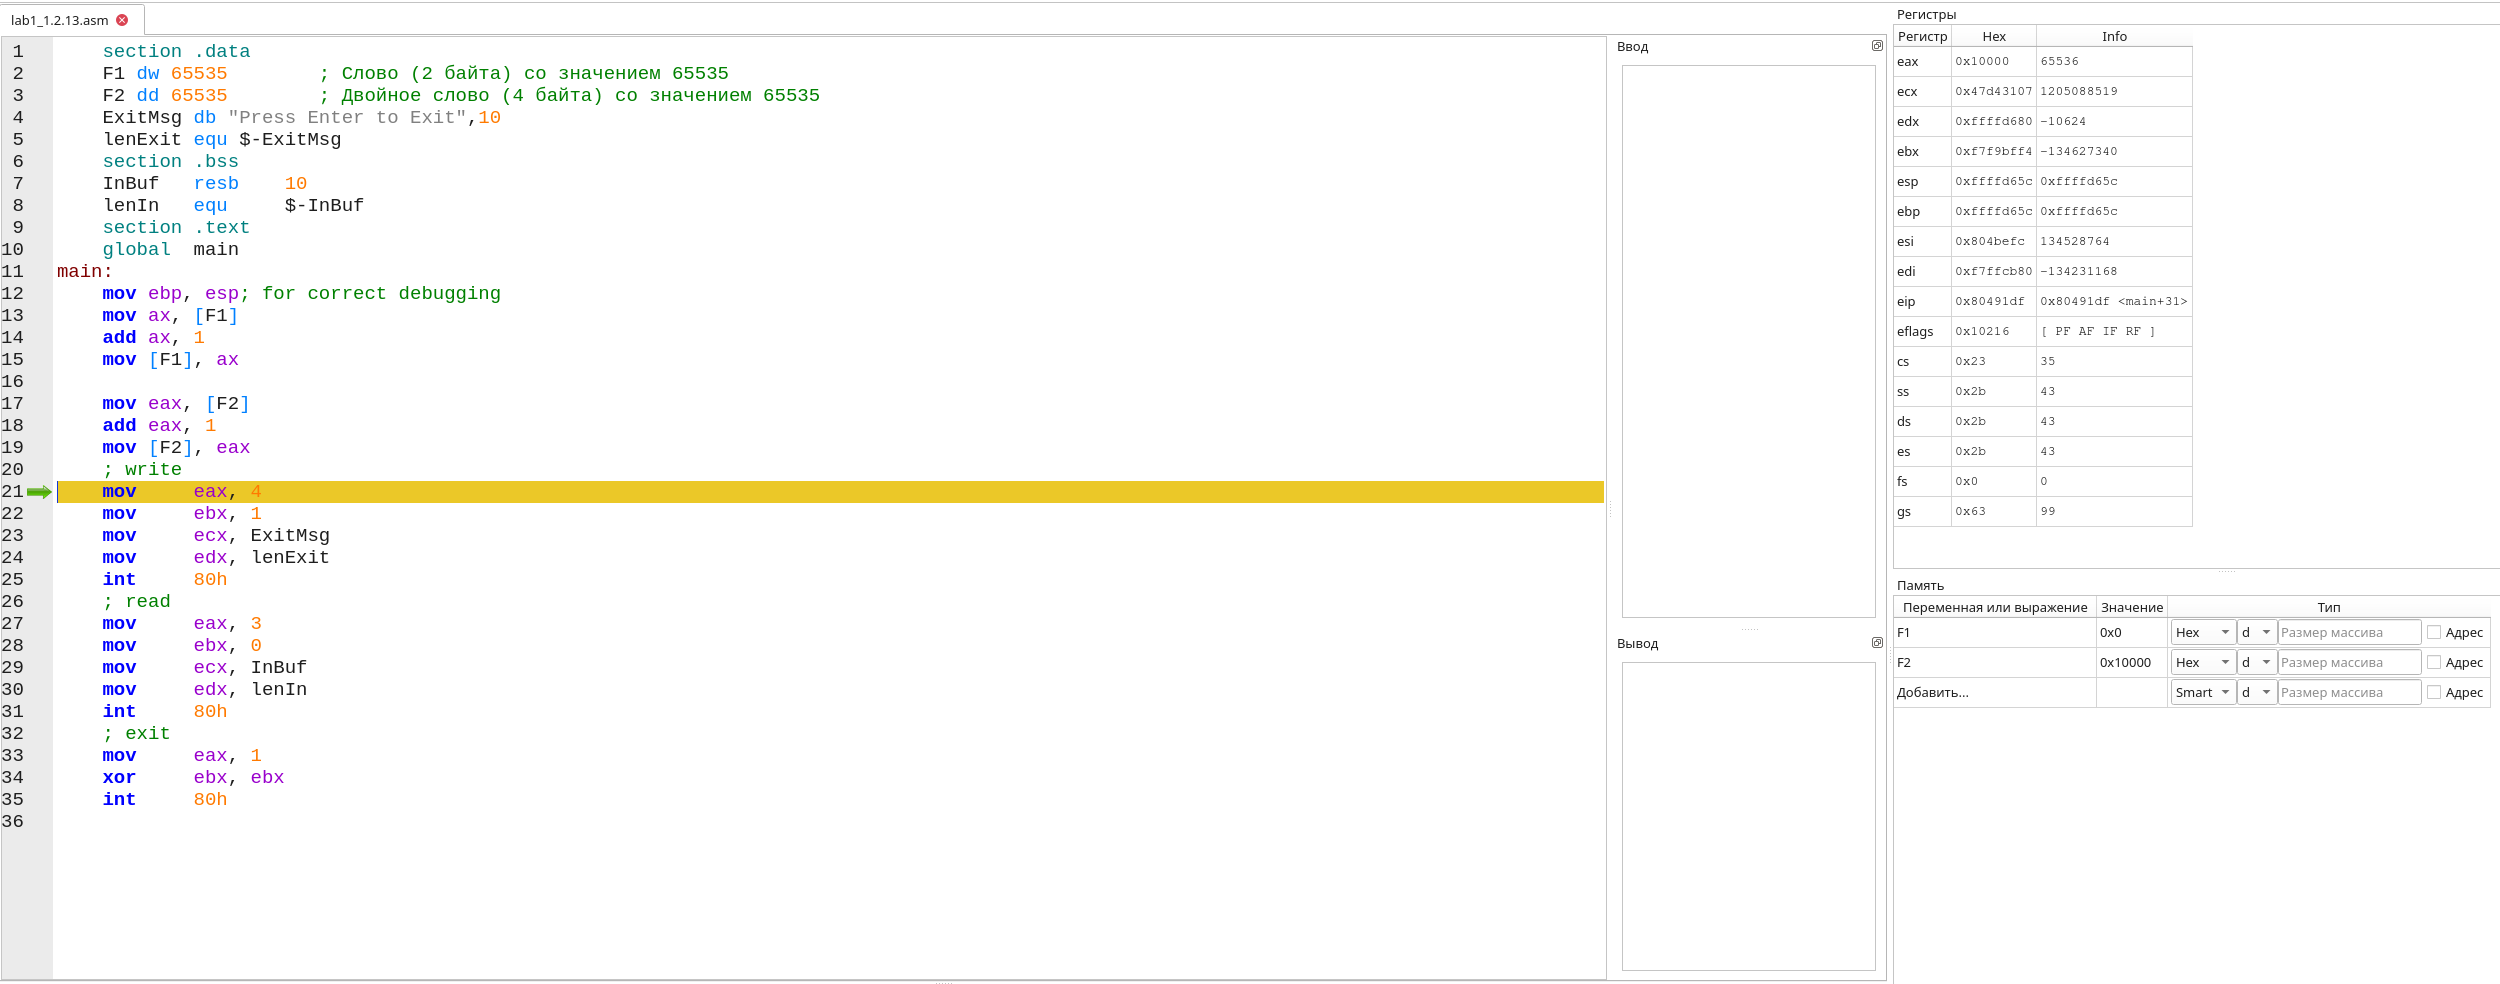 lab1_1.2.13.asm
1 section .data
2 F1 dw 65535 ; Слово (2 байта) со значением 65535
3 F2 dd 65535 ; Двойное слово (4 байта) со значением 65535
4 ExitMsg db "Press Enter to Exit",10
5 lenExit equ $-ExitMsg
6 section .bss
7 InBuf resb 10
8 lenIn equ $-InBuf
9 section .text
10 global main
11 main:
12 mov ebp, esp; for correct debugging
13 mov ax, [F1]
14 add ax, 1
15 mov [F1], ax
16
17 mov eax, [F2]
18 add eax, 1
19 mov [F2], eax
20 ; write
21 mov eax, 4
22 mov ebx, 1
23 mov ecx, ExitMsg
24 mov edx, lenExit
25 int 80h
26 ; read
27 mov eax, 3
28 mov ebx, 0
29 mov ecx, InBuf
30 mov edx, lenIn
31 int 80h
32 ; exit
33 mov eax, 1
34 xor ebx, ebx
35 int 80h
36
Ввод
Вывод
Регистры
Регистр Hex Info
eax 0x10000 65536
ecx 0x47d43107 1205088519
edx 0xffffd680 -10624
ebx 0xf7f9bff4 -134627340
esp 0xffffd65c 0xffffd65c
ebp 0xffffd65c 0xffffd65c
esi 0x804befc 134528764
edi 0xf7ffcb80 -134231168
eip 0x80491df 0x80491df <main+31>
eflags 0x10216 [ PF AF IF RF ]
cs 0x23 35
ss 0x2b 43
ds 0x2b 43
es 0x2b 43
fs 0x0 0
gs 0x63 99
Память
Переменная или выражение Значение Тип
F1 0x0 Hex d Размер массива Адрес
F2 0x10000 Hex d Размер массива Адрес
Добавить... Smart d Размер массива Адрес